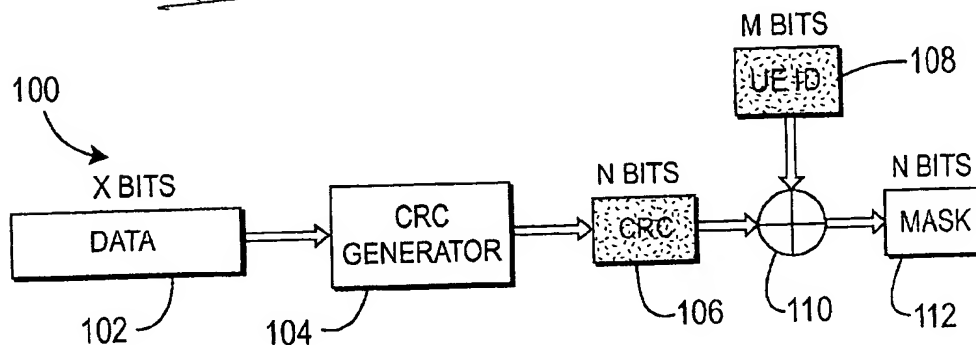 M BITS
UE ID
108
100
X BITS
DATA
102
CRC
GENERATOR
104
N BITS
CRC
106
110
N BITS
MASK
112